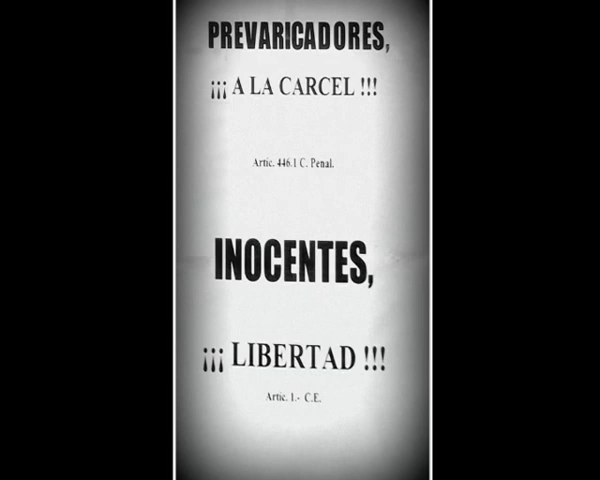 PREVARICADORES,
¡¡¡ A LA CARCEL !!!
Artic. 446.1 C. Penal.
INOCENTES,
¡¡¡ LIBERTAD !!!
Artic. 1.- C.E.